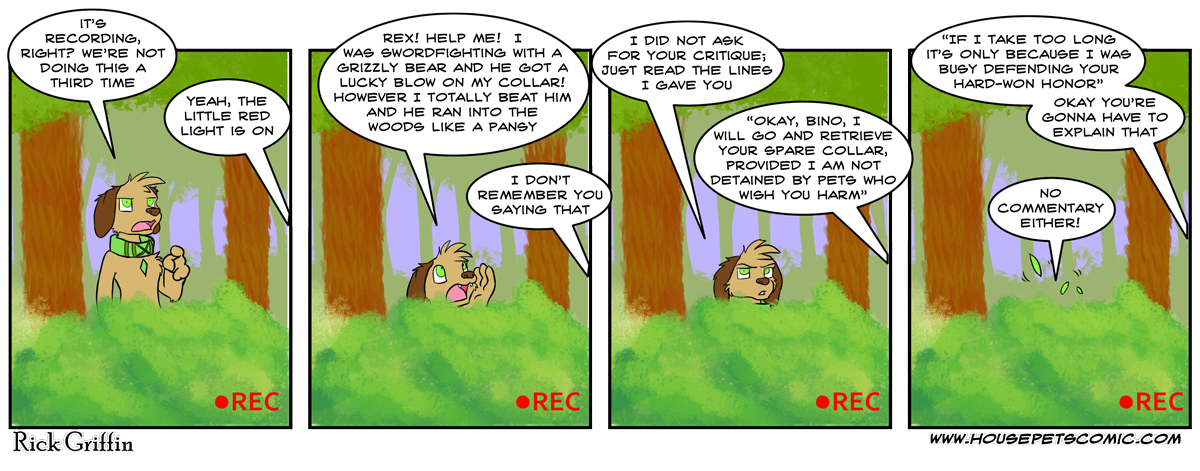 IT'S
RECORDING,
RIGHT? WE'RE NOT
DOING THIS A
THIRD TIME
YEAH, THE
LITTLE RED
LIGHT IS ON
REC
REX! HELP ME! I
WAS SWORDFIGHTING WITH A
GRIZZLY BEAR AND HE GOT A
LUCKY BLOW ON MY COLLAR!
HOWEVER I TOTALLY BEAT HIM
AND HE RAN INTO THE
WOODS LIKE A PANSY
I DON'T
REMEMBER YOU
SAYING THAT
REC
I DID NOT ASK
FOR YOUR CRITIQUE;
JUST READ THE LINES
I GAVE YOU
"OKAY, BINO, I
WILL GO AND RETRIEVE
YOUR SPARE COLLAR,
PROVIDED I AM NOT
DETAINED BY PETS WHO
WISH YOU HARM"
REC
"IF I TAKE TOO LONG
IT'S ONLY BECAUSE I WAS
BUSY DEFENDING YOUR
HARD-WON HONOR"
OKAY YOU'RE
GONNA HAVE TO
EXPLAIN THAT
NO
COMMENTARY
EITHER!
REC
Rick Griffin
WWW.HOUSEPETSCOMIC.COM